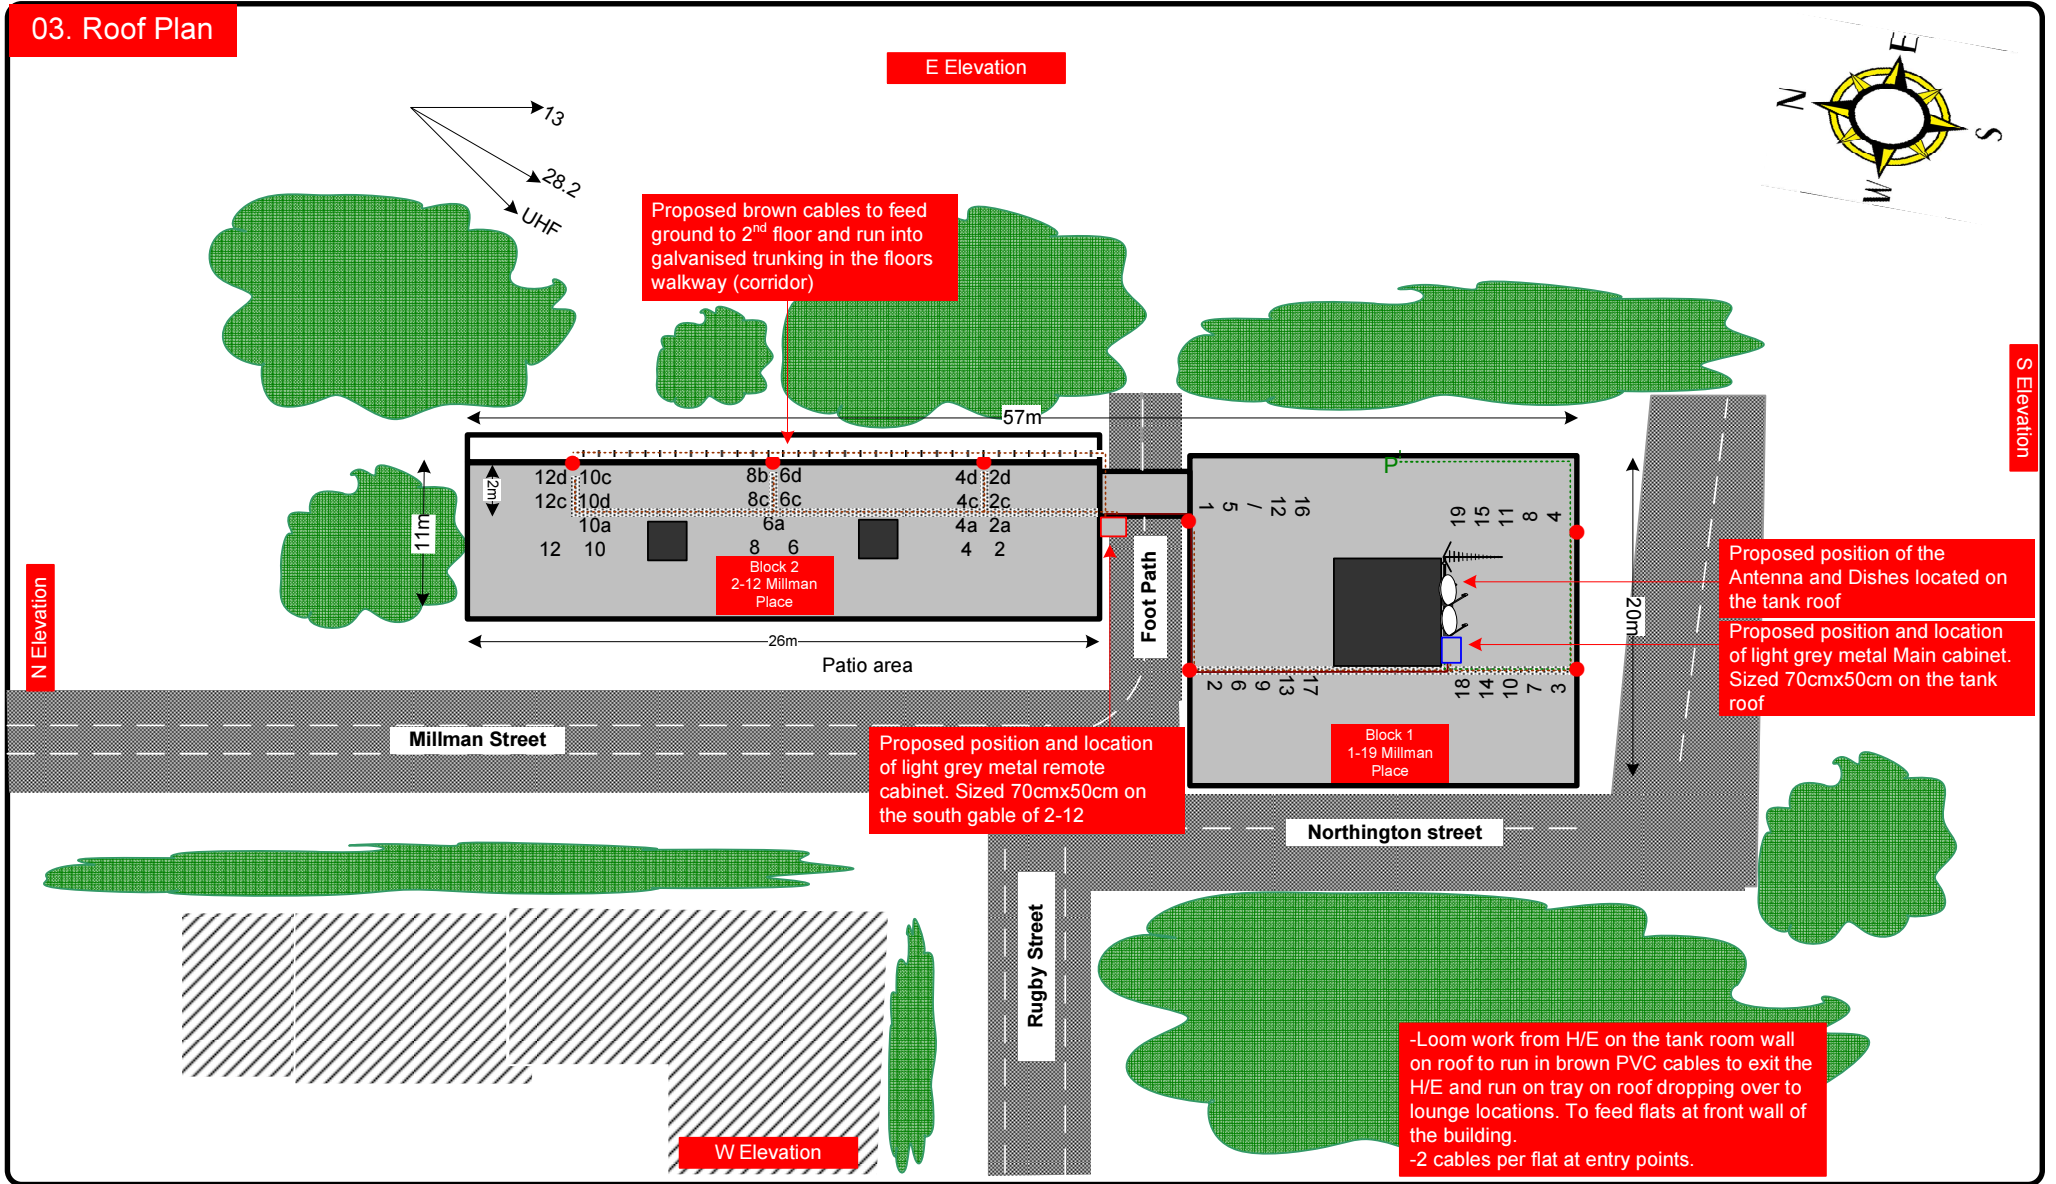 03. Roof Plan
E Elevation
E
N
S
W
13
28.2
UHF
Proposed brown cables to feed
ground to 2nd floor and run into
galvanised trunking in the floors
walkway (corridor)
S Elevation
57m
12d 10c
8b 6d
4d 2d
12c 10d
8c 6c
4c 2c
10a
6a
4a 2a
12 10
8 6
4 2
2m
11m
Block 2
2-12 Millman
Place
26m
Patio area
N Elevation
Foot Path
P
1
5
/
12
16
19
15
11
8
4
2
6
9
13
17
18
14
10
7
3
20m
Proposed position of the
Antenna and Dishes located on
the tank roof
Proposed position and location
of light grey metal Main cabinet.
Sized 70cmx50cm on the tank
roof
Block 1
1-19 Millman
Place
Millman Street
Proposed position and location
of light grey metal remote
cabinet. Sized 70cmx50cm on
the south gable of 2-12
Northington street
Rugby Street
W Elevation
-Loom work from H/E on the tank room wall
on roof to run in brown PVC cables to exit the
H/E and run on tray on roof dropping over to
lounge locations. To feed flats at front wall of
the building.
-2 cables per flat at entry points.